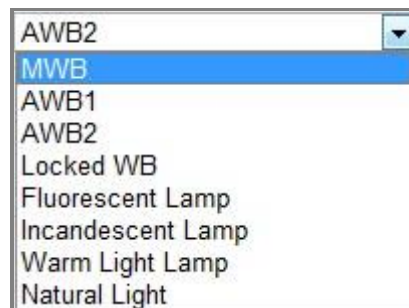 AWB2
MWB
AWB1
AWB2
Locked WB
Fluorescent Lamp
Incandescent Lamp
Warm Light Lamp
Natural Light